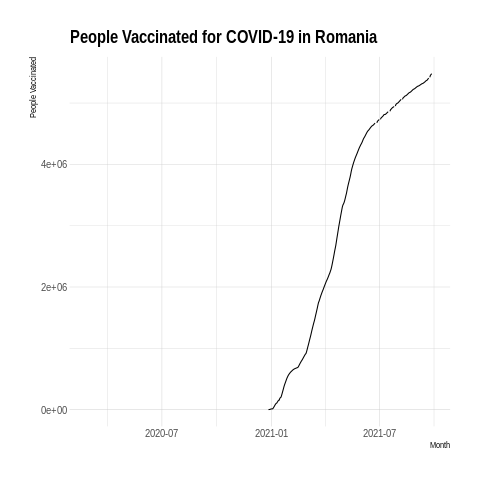 People Vaccinated for COVID-19 in Romania
People Vaccinated
4e+06
2e+06
0e+00
2020-07
2021-01
2021-07
Month